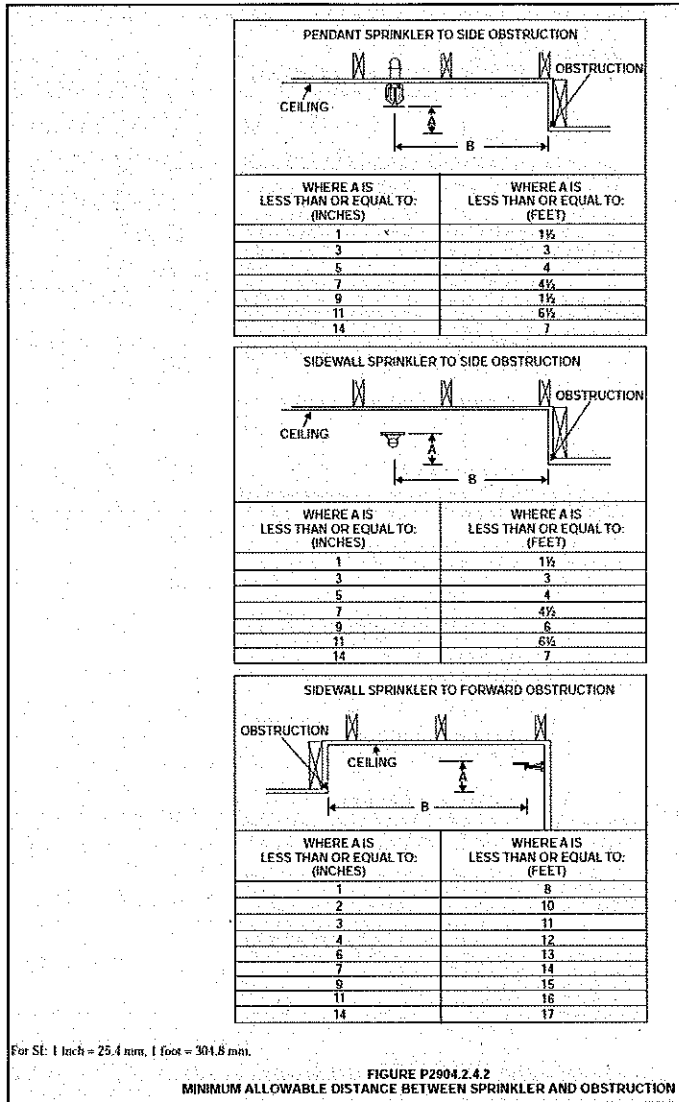 PENDANT SPRINKLER TO SIDE OBSTRUCTION
OBSTRUCTION
CEILING
A
B
WHERE A IS
LESS THAN OR EQUAL TO:
(INCHES)
WHERE A IS
LESS THAN OR EQUAL TO:
(FEET)
1 1½
3 3
5 4
7 4½
9 1½
11 6½
14 7
SIDEWALL SPRINKLER TO SIDE OBSTRUCTION
OBSTRUCTION
CEILING
A
B
WHERE A IS
LESS THAN OR EQUAL TO:
(INCHES)
WHERE A IS
LESS THAN OR EQUAL TO:
(FEET)
1 1½
3 3
5 4
7 4½
9 6
11 6½
14 7
SIDEWALL SPRINKLER TO FORWARD OBSTRUCTION
OBSTRUCTION
CEILING
A
B
WHERE A IS
LESS THAN OR EQUAL TO:
(INCHES)
WHERE A IS
LESS THAN OR EQUAL TO:
(FEET)
1 8
2 10
3 11
4 12
6 13
7 14
9 15
11 16
14 17
For SI: 1 inch = 25.4 mm, 1 foot = 304.8 mm.
FIGURE P2904.2.4.2
MINIMUM ALLOWABLE DISTANCE BETWEEN SPRINKLER AND OBSTRUCTION